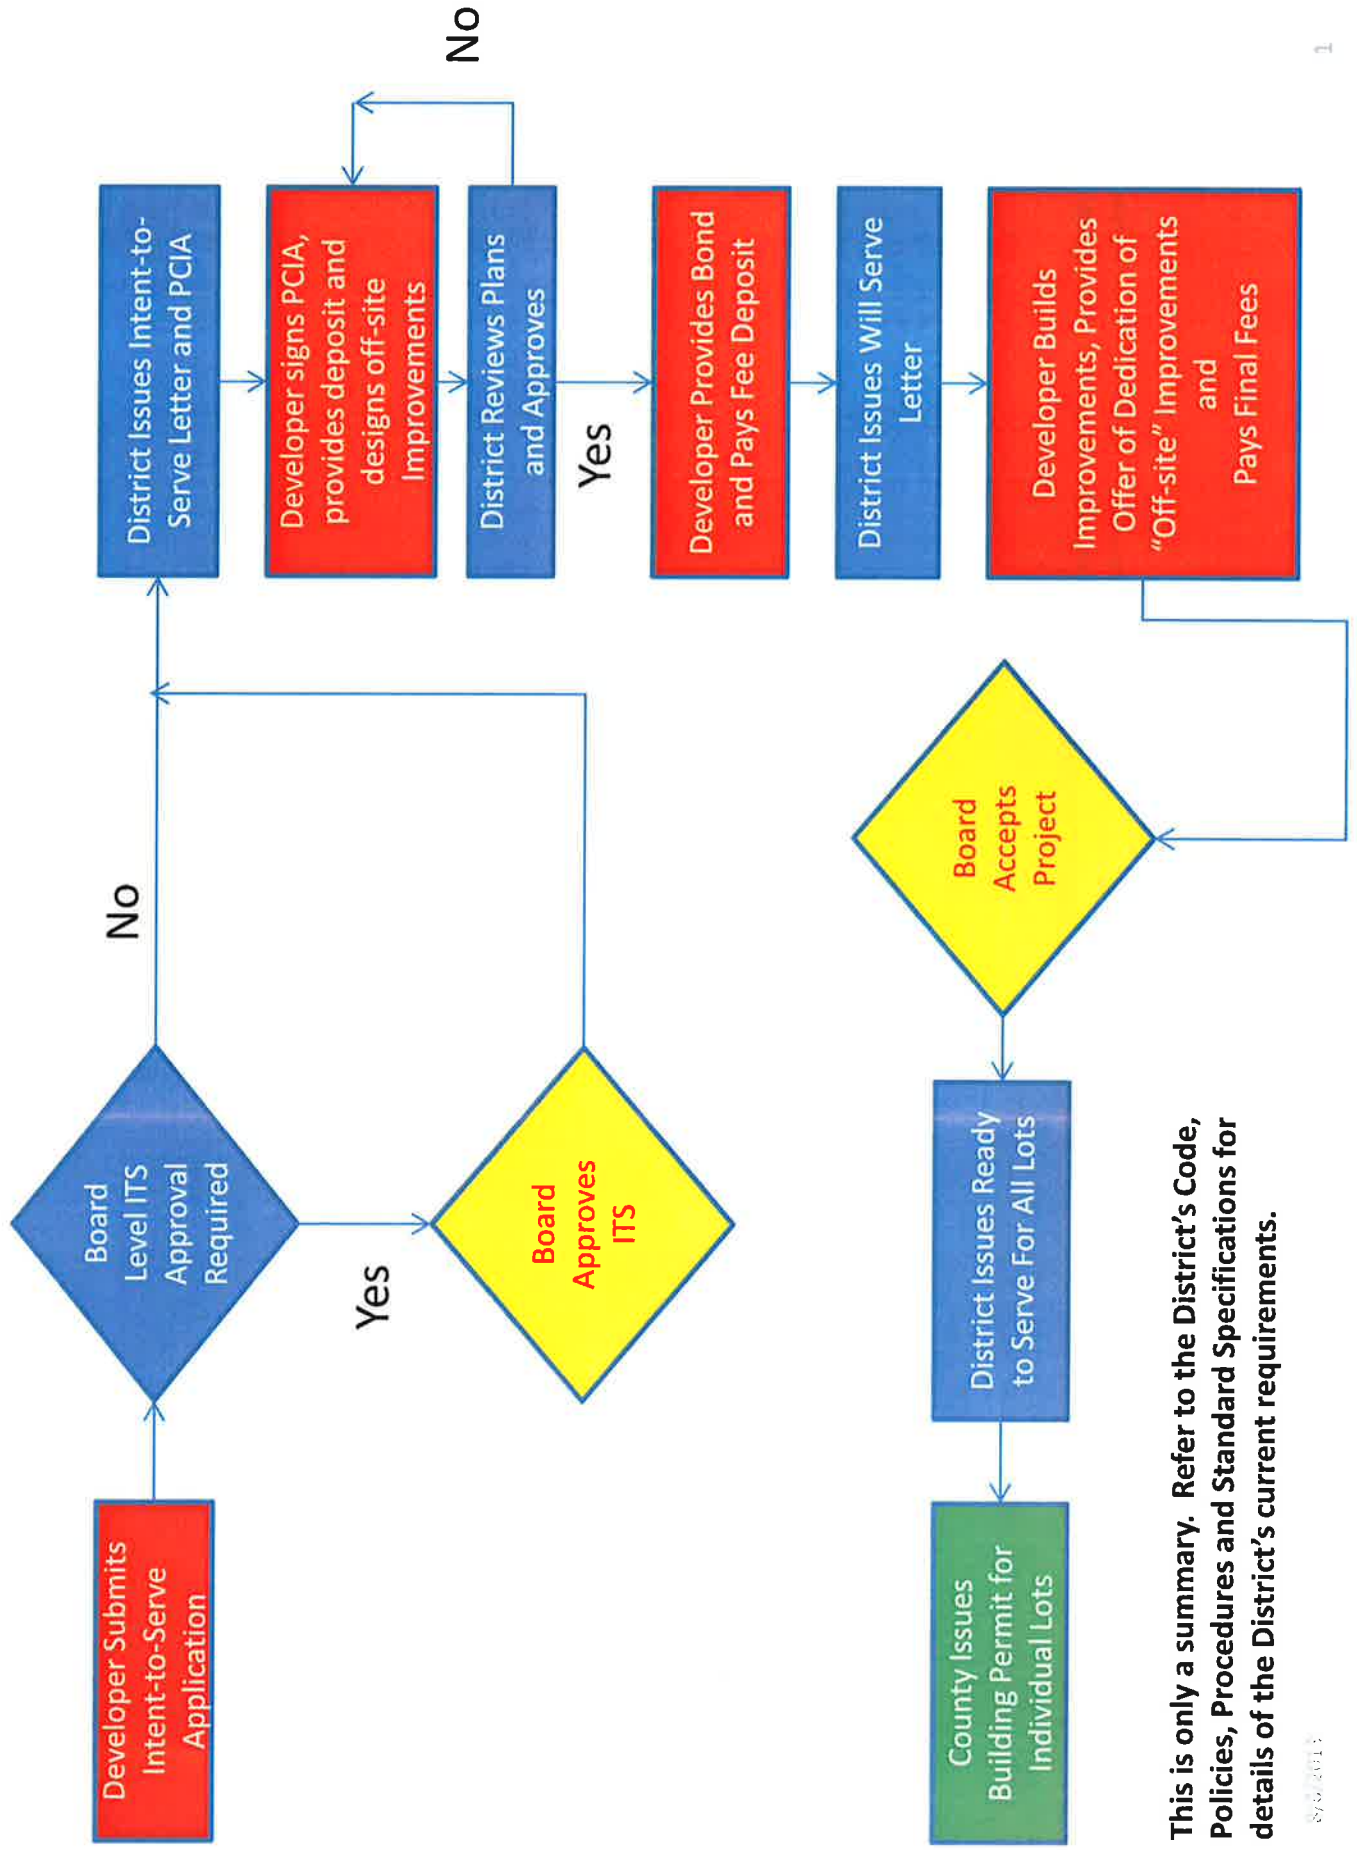 Developer Submits
Intent-to-Serve
Application
Board
Level ITS
Approval
Required
No
Yes
Board
Approves
ITS
District Issues Intent-to-
Serve Letter and PCIA
Developer signs PCIA,
provides deposit and
designs off-site
Improvements
No
District Reviews Plans
and Approves
Yes
Developer Provides Bond
and Pays Fee Deposit
District Issues Will Serve
Letter
Developer Builds
Improvements, Provides
Offer of Dedication of
"Off-site" Improvements
and
Pays Final Fees
Board
Accepts
Project
District Issues Ready
to Serve For All Lots
County Issues
Building Permit for
Individual Lots
This is only a summary. Refer to the District's Code,
Policies, Procedures and Standard Specifications for
details of the District's current requirements.
1